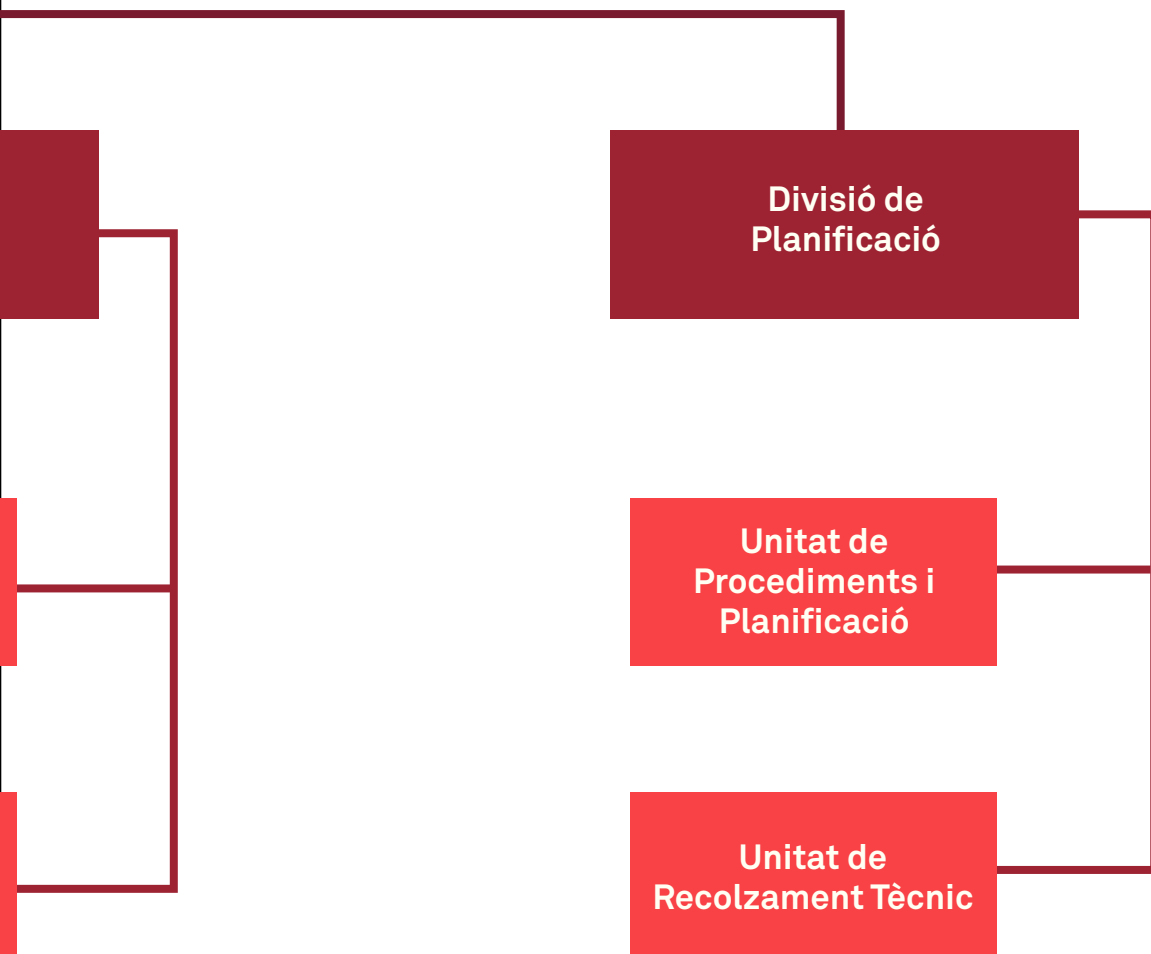 Divisió de
Planificació
Unitat de
Procediments i
Planificació
Unitat de
Recolzament Tècnic